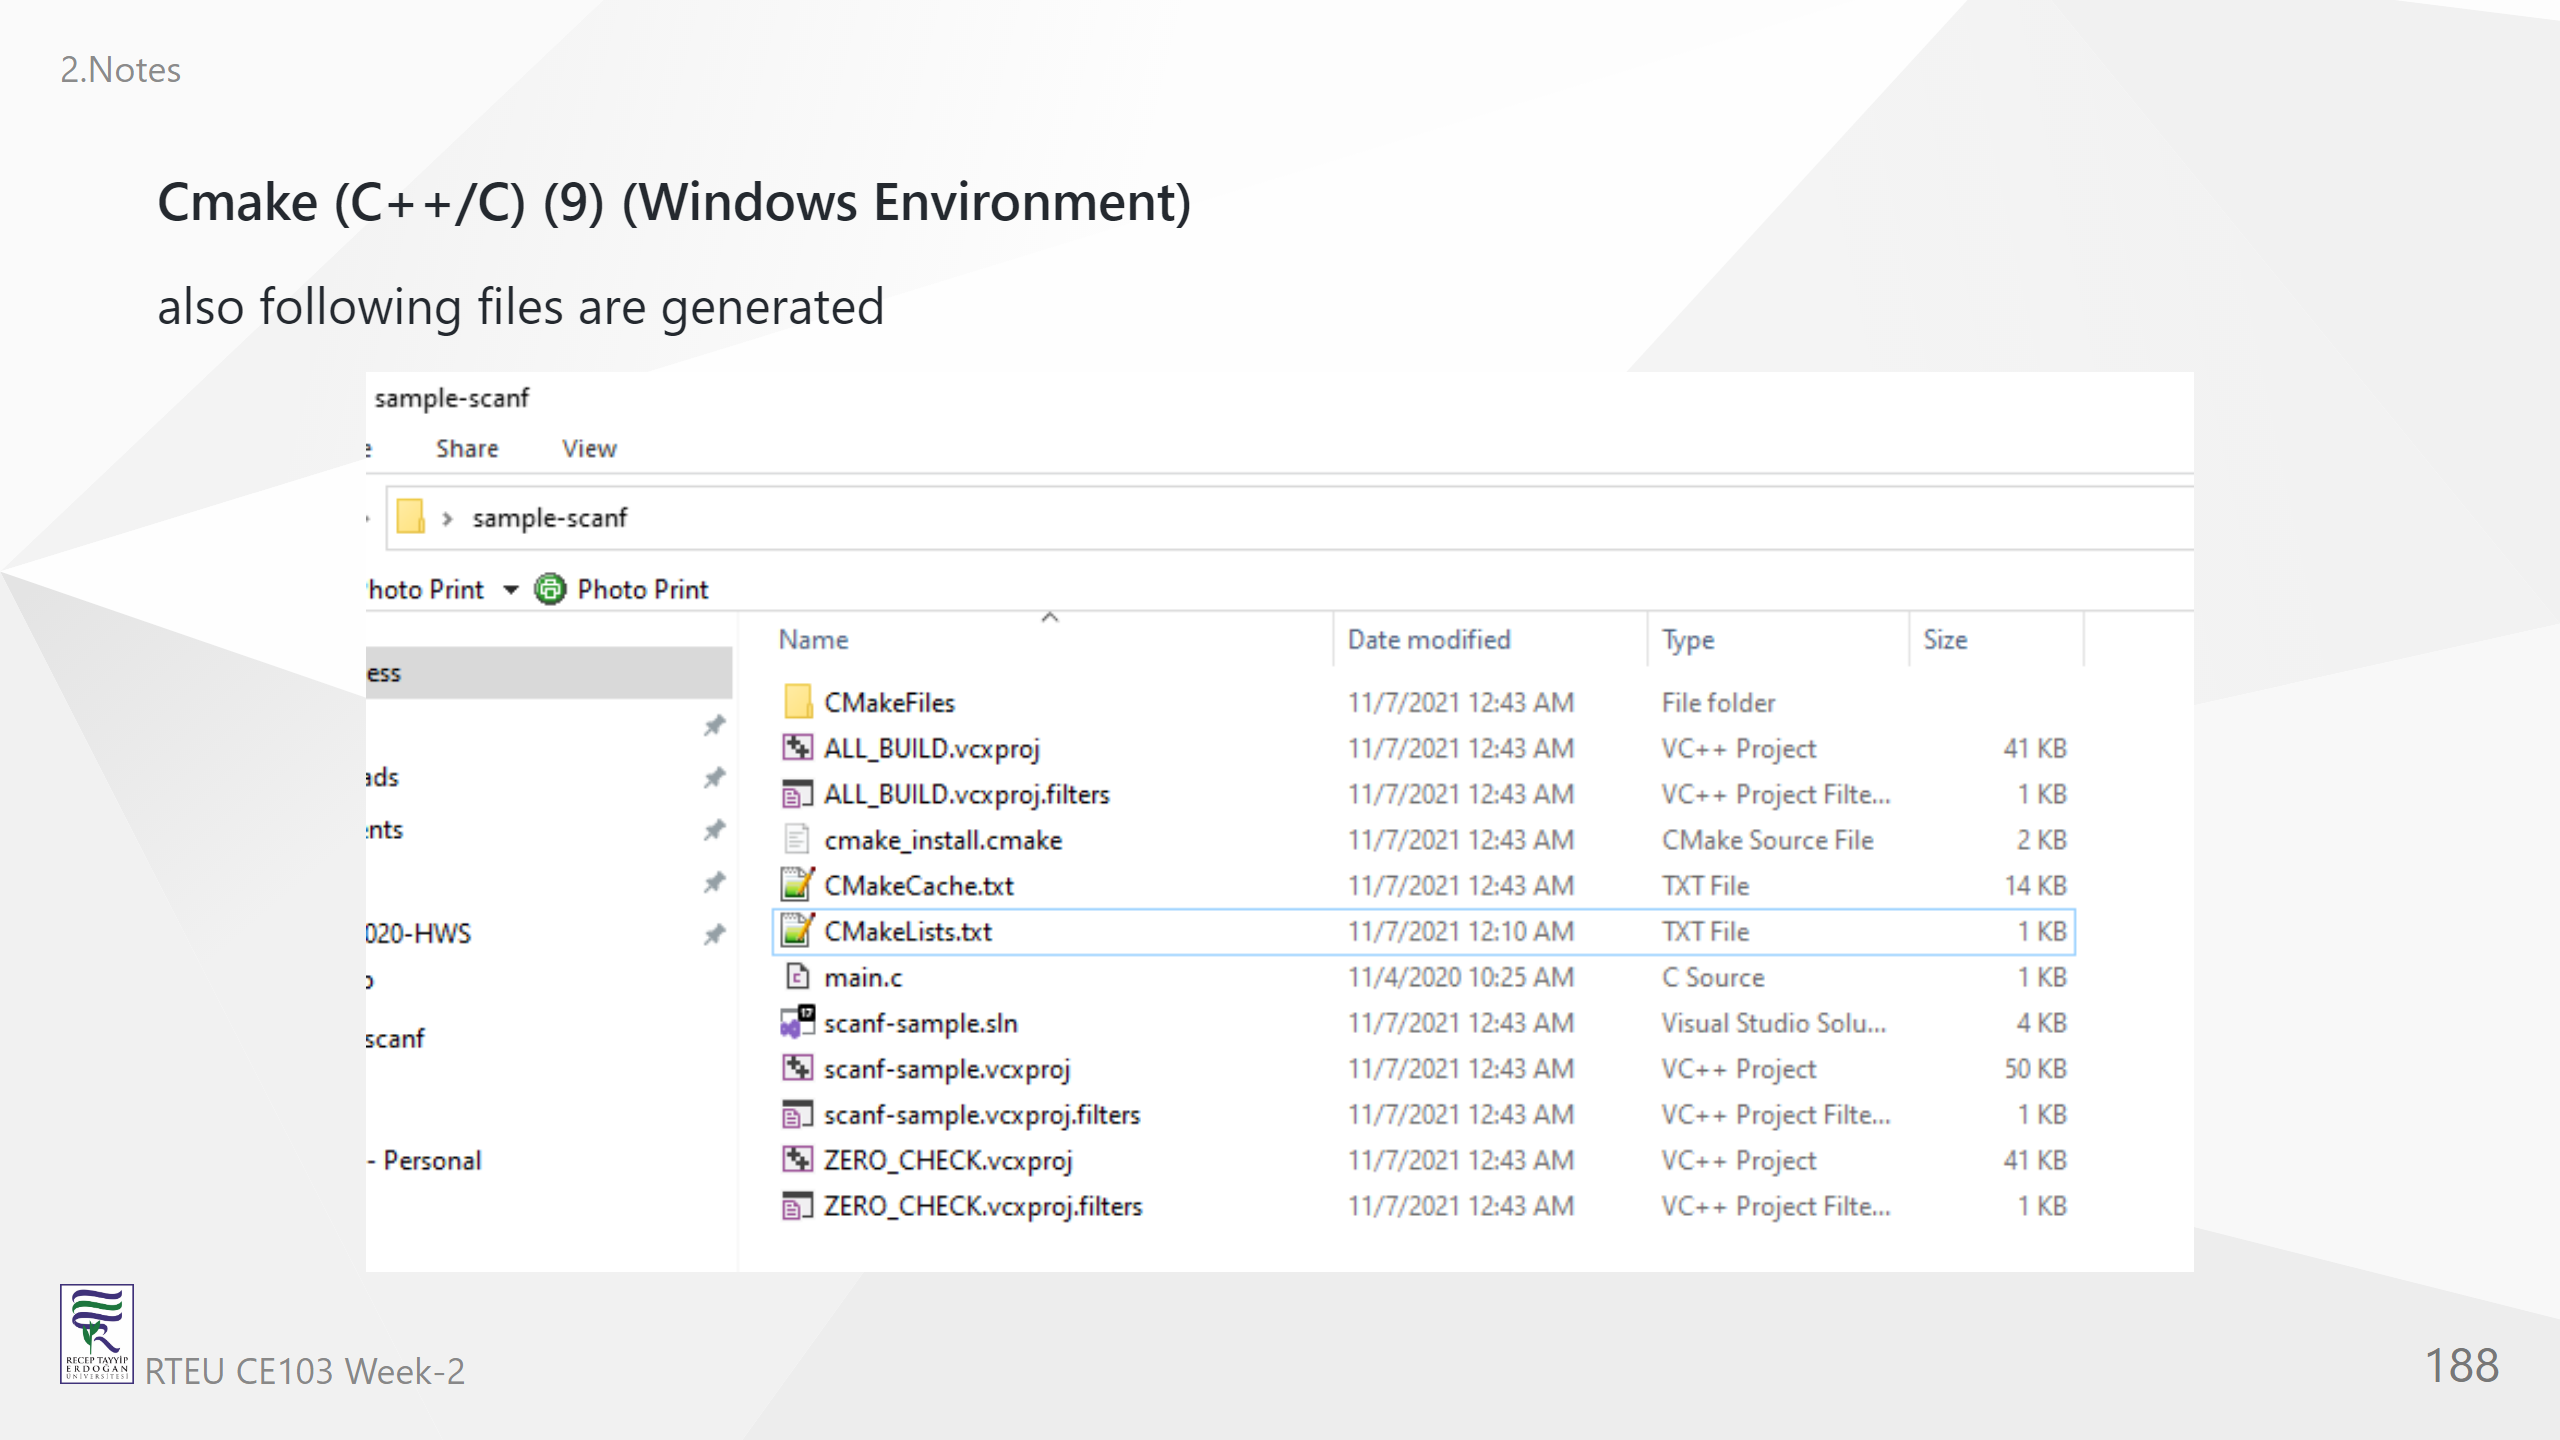 2.Notes
Cmake (C++/C) (9) (Windows Environment)
also following files are generated
sample-scanf
e Share View
sample-scanf
hoto Print Photo Print
Name Date modified Type Size
ess
ads
ents
020-HWS
scanf
- Personal
CMakeFiles 11/7/2021 12:43 AM File folder
ALL_BUILD.vcxproj 11/7/2021 12:43 AM VC++ Project 41 KB
ALL_BUILD.vcxproj.filters 11/7/2021 12:43 AM VC++ Project Filte... 1 KB
cmake_install.cmake 11/7/2021 12:43 AM CMake Source File 2 KB
CMakeCache.txt 11/7/2021 12:43 AM TXT File 14 KB
CMakeLists.txt 11/7/2021 12:10 AM TXT File 1 KB
main.c 11/4/2020 10:25 AM C Source 1 KB
scanf-sample.sln 11/7/2021 12:43 AM Visual Studio Solu... 4 KB
scanf-sample.vcxproj 11/7/2021 12:43 AM VC++ Project 50 KB
scanf-sample.vcxproj.filters 11/7/2021 12:43 AM VC++ Project Filte... 1 KB
ZERO_CHECK.vcxproj 11/7/2021 12:43 AM VC++ Project 41 KB
ZERO_CHECK.vcxproj.filters 11/7/2021 12:43 AM VC++ Project Filte... 1 KB
RECEP TAYYİP
ERDOĞAN
ÜNİVERSİTESİ
RTEU CE103 Week-2
188